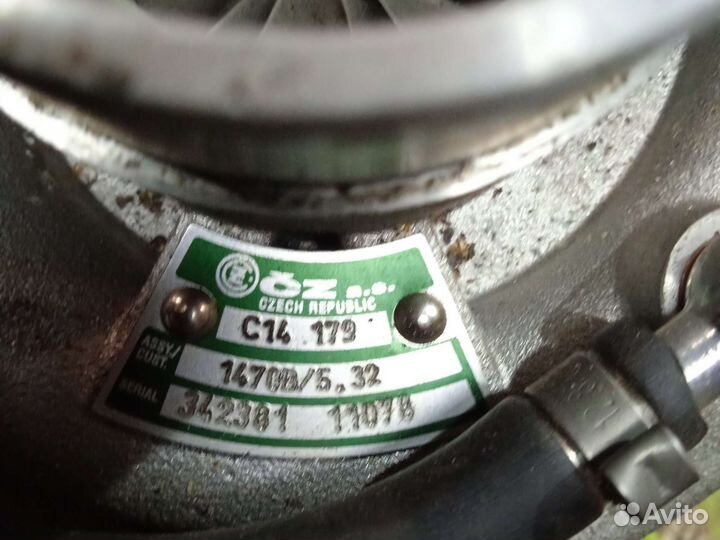 ČZ a.s.
CZECH REPUBLIC
C14 179
ASSY/
CUST.
1470B/5,32
SERIAL
342381 11078
Avito